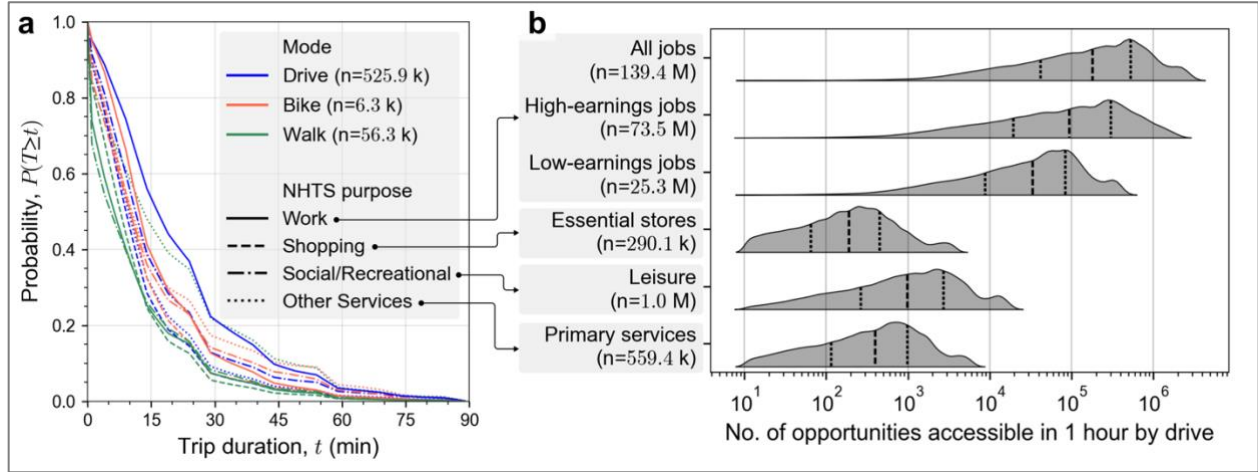 a
1.0
0.8
0.6
0.4
0.2
0.0
Probability, P(T≥t)
0
15
30
45
60
75
90
Trip duration, t (min)
Mode
Drive (n=525.9 k)
Bike (n=6.3 k)
Walk (n=56.3 k)
NHTS purpose
Work
Shopping
Social/Recreational
Other Services
b
All jobs
(n=139.4 M)
High-earnings jobs
(n=73.5 M)
Low-earnings jobs
(n=25.3 M)
Essential stores
(n=290.1 k)
Leisure
(n=1.0 M)
Primary services
(n=559.4 k)
10¹
10²
10³
10⁴
10⁵
10⁶
No. of opportunities accessible in 1 hour by drive